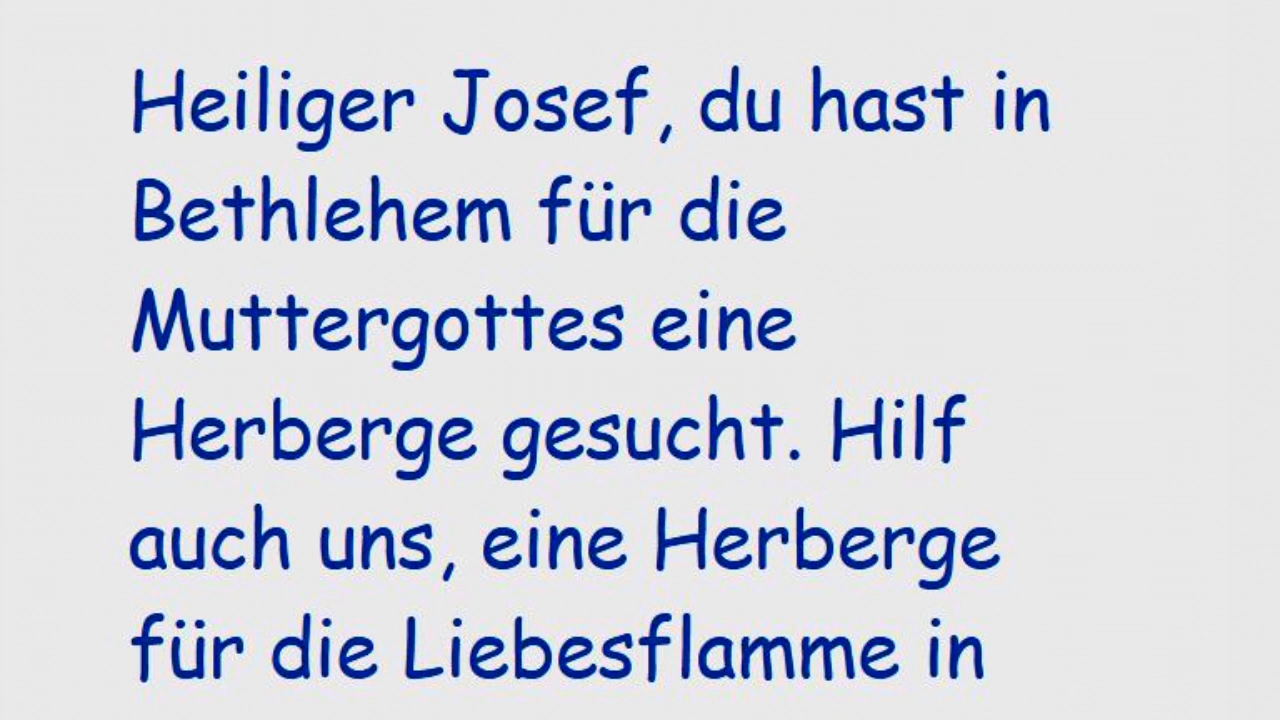 Heiliger Josef, du hast in
Bethlehem für die
Muttergottes eine
Herberge gesucht. Hilf
auch uns, eine Herberge
für die Liebesflamme in